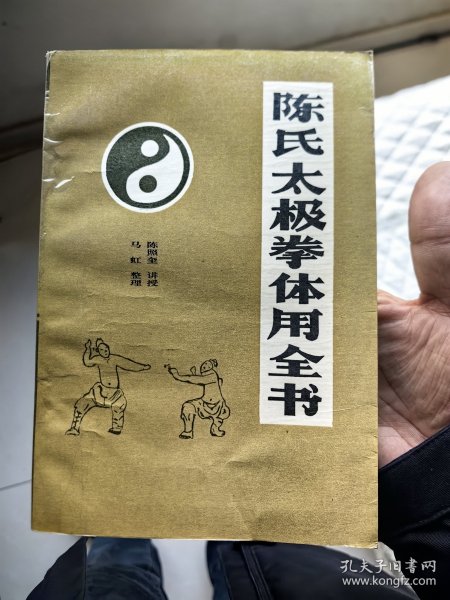 陈氏太极拳体用全书
陈照奎 讲授
马虹 整理
孔夫子旧书网
www.kongfz.com